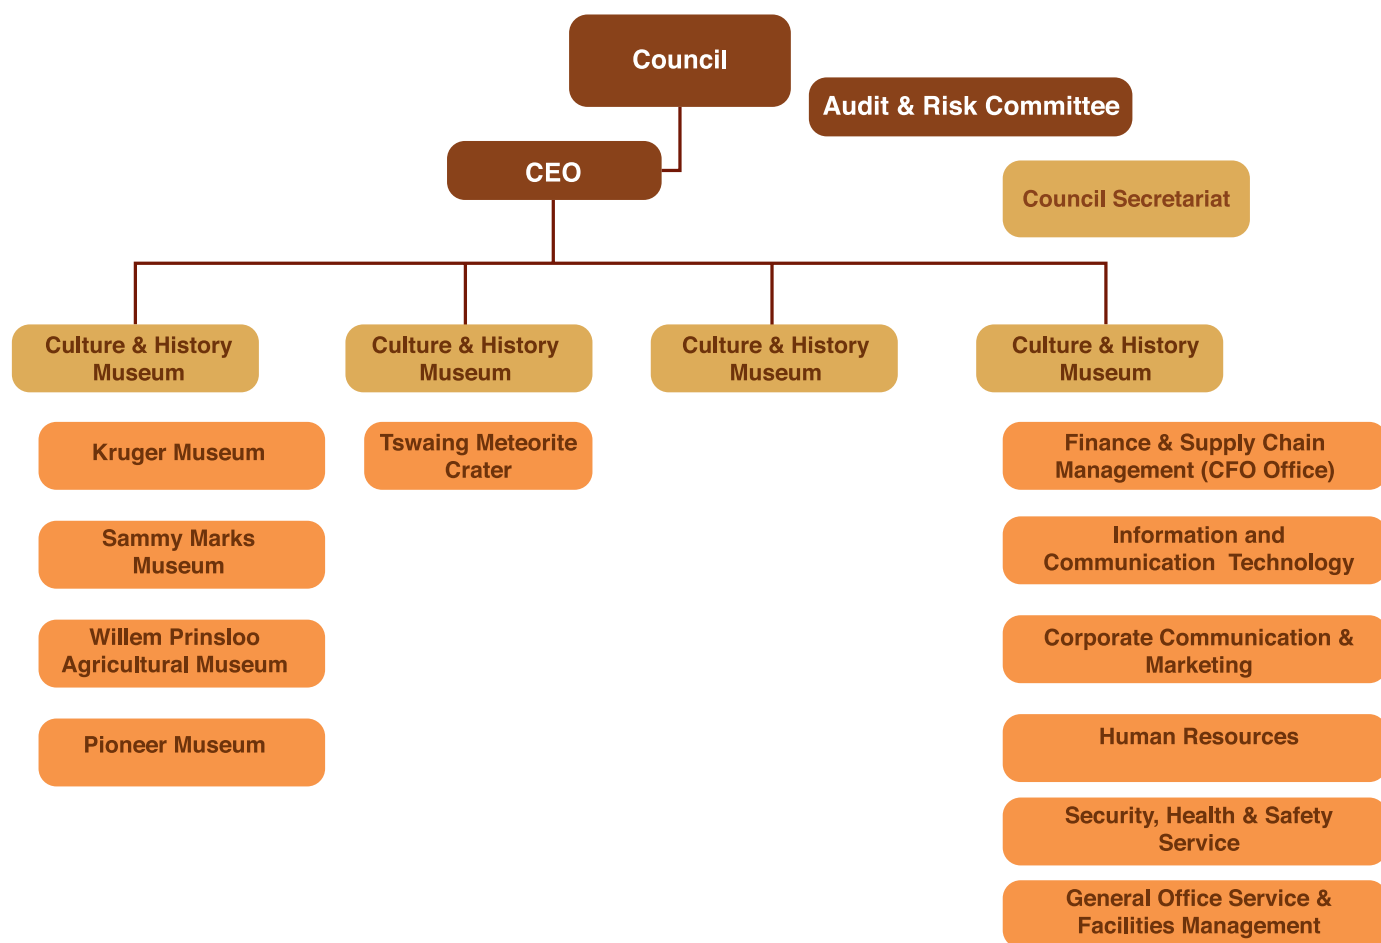 Council
Audit & Risk Committee
CEO
Council Secretariat
Culture & History
Museum
Culture & History
Museum
Culture & History
Museum
Culture & History
Museum
Kruger Museum
Sammy Marks
Museum
Willem Prinsloo
Agricultural Museum
Pioneer Museum
Tswaing Meteorite
Crater
Finance & Supply Chain
Management (CFO Office)
Information and
Communication Technology
Corporate Communication &
Marketing
Human Resources
Security, Health & Safety
Service
General Office Service &
Facilities Management